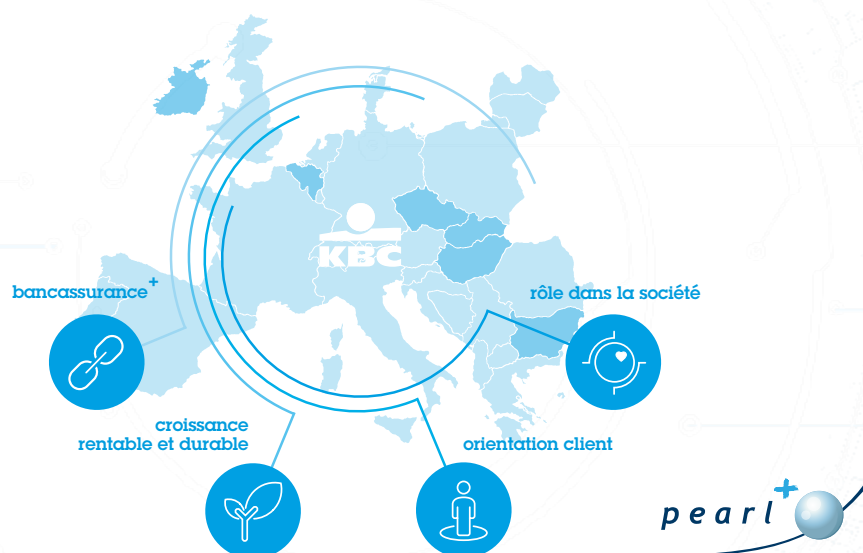 KBC
bancassurance+
rôle dans la société
croissance
rentable et durable
orientation client
pearl+